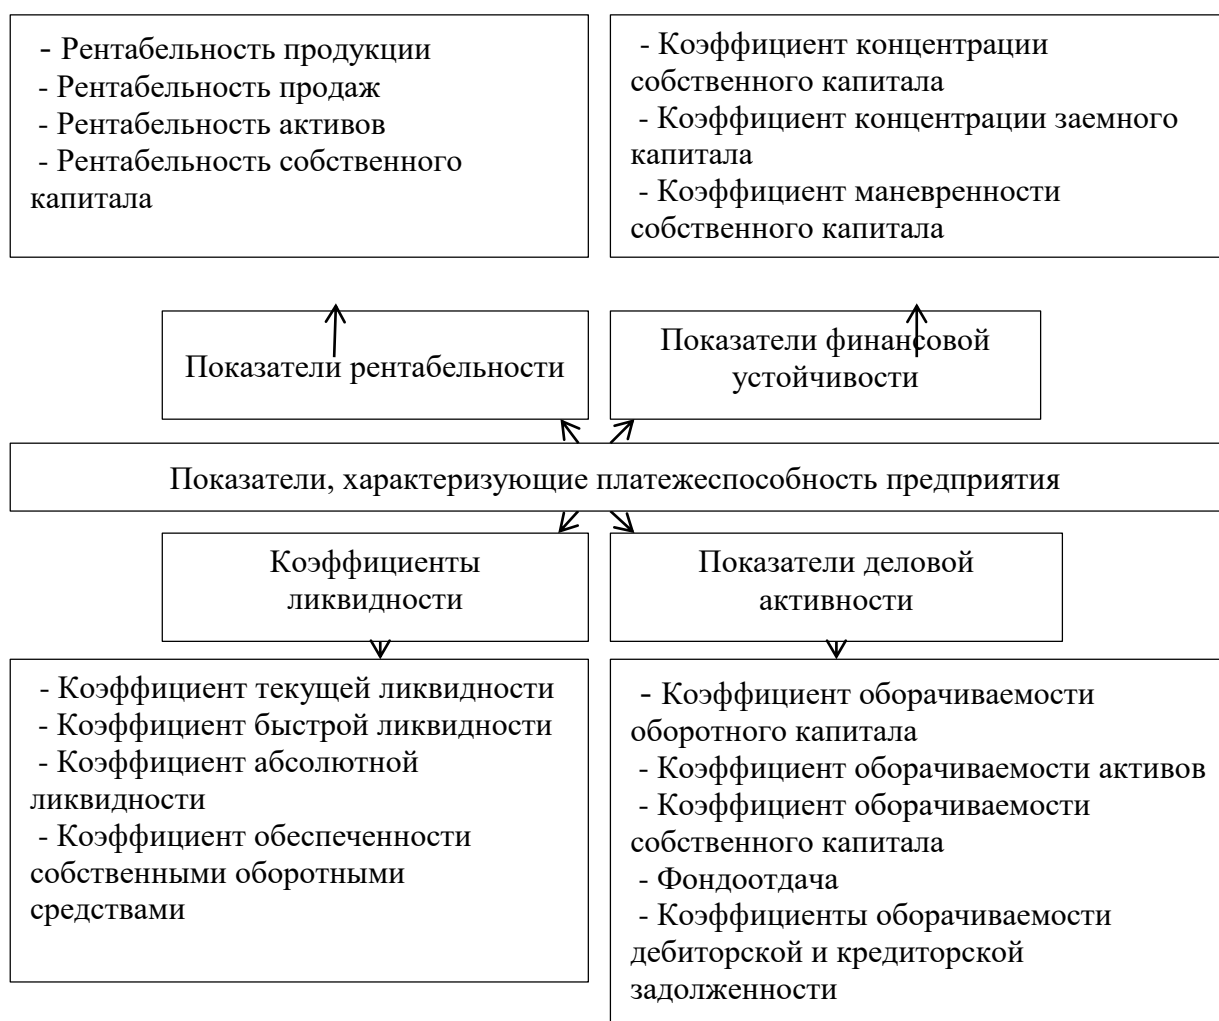 - Рентабельность продукции
- Рентабельность продаж
- Рентабельность активов
- Рентабельность собственного
капитала
- Коэффициент концентрации
собственного капитала
- Коэффициент концентрации заемного
капитала
- Коэффициент маневренности
собственного капитала
Показатели рентабельности
Показатели финансовой
устойчивости
Показатели, характеризующие платежеспособность предприятия
Коэффициенты
ликвидности
Показатели деловой
активности
- Коэффициент текущей ликвидности
- Коэффициент быстрой ликвидности
- Коэффициент абсолютной
ликвидности
- Коэффициент обеспеченности
собственными оборотными
средствами
- Коэффициент оборачиваемости
оборотного капитала
- Коэффициент оборачиваемости активов
- Коэффициент оборачиваемости
собственного капитала
- Фондоотдача
- Коэффициенты оборачиваемости
дебиторской и кредиторской
задолженности